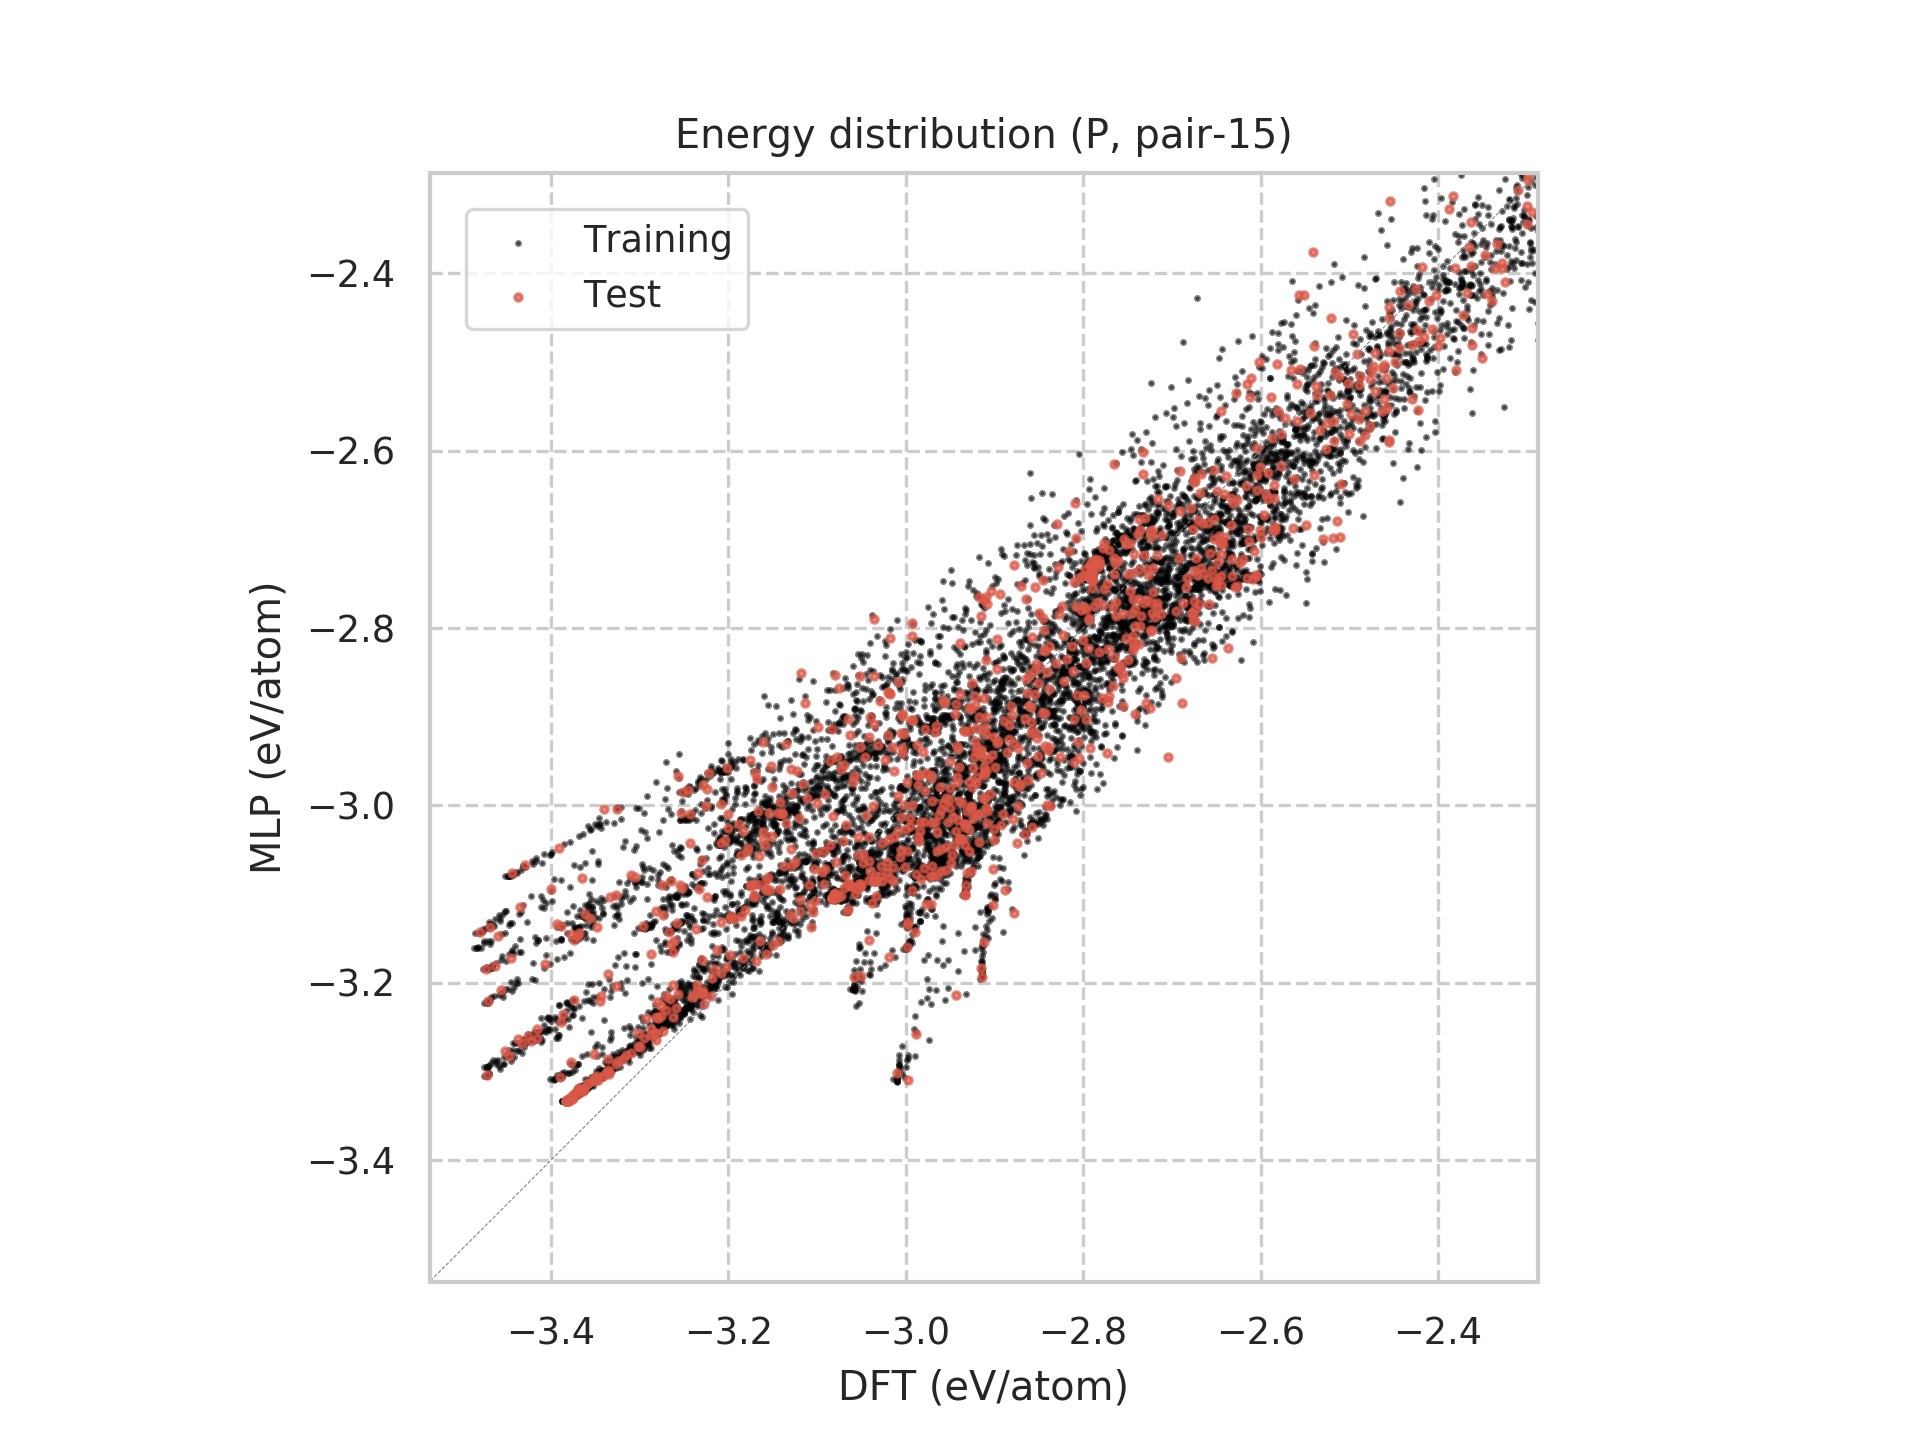 Energy distribution (P, pair-15)
Training
Test
−2.4
−2.6
−2.8
−3.0
−3.2
−3.4
MLP (eV/atom)
−3.4 −3.2 −3.0 −2.8 −2.6 −2.4
DFT (eV/atom)